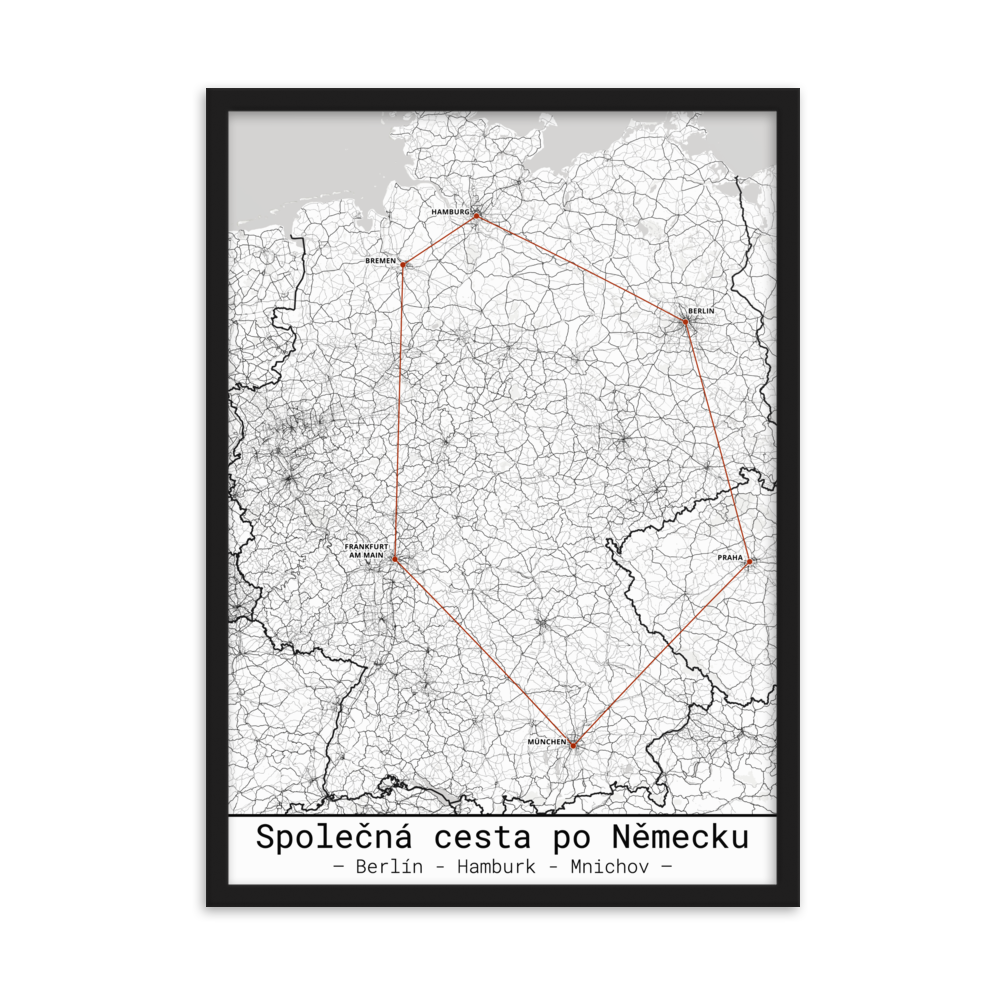 HAMBURG
BREMEN
BERLIN
FRANKFURT
AM MAIN
PRAHA
MÜNCHEN
Společná cesta po Německu
– Berlín - Hamburk - Mnichov –